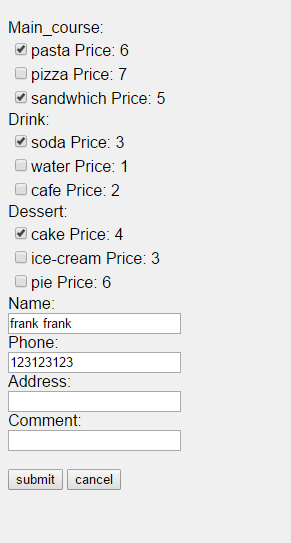 Main_course:
pasta Price: 6
pizza Price: 7
sandwhich Price: 5
Drink:
soda Price: 3
water Price: 1
cafe Price: 2
Dessert:
cake Price: 4
ice-cream Price: 3
pie Price: 6
Name:
frank frank
Phone:
123123123
Address:
Comment:
submit cancel